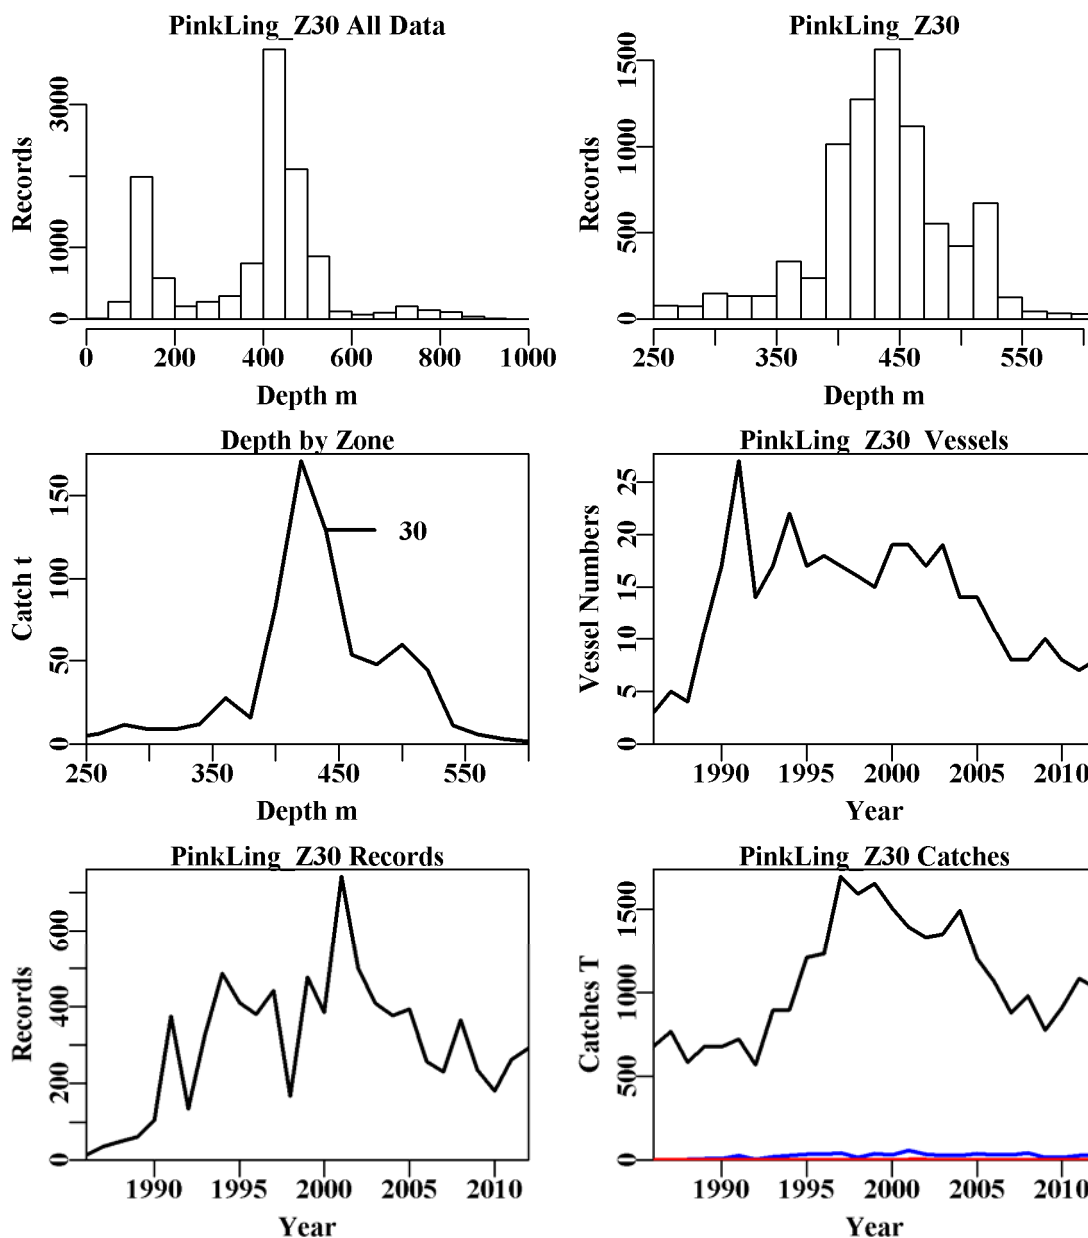 PinkLing_Z30 All Data
PinkLing_Z30
Records
0 1000 3000
0 200 400 600 800 1000
Depth m
Records
0 500 1000 1500
250 350 450 550
Depth m
Depth by Zone
PinkLing_Z30 Vessels
Catch t
0 50 100 150
30
250 350 450 550
Depth m
Vessel Numbers
0 5 10 15 20 25
1990 1995 2000 2005 2010
Year
PinkLing_Z30 Records
PinkLing_Z30 Catches
Records
0 200 400 600
1990 1995 2000 2005 2010
Year
Catches T
0 500 1000 1500
1990 1995 2000 2005 2010
Year